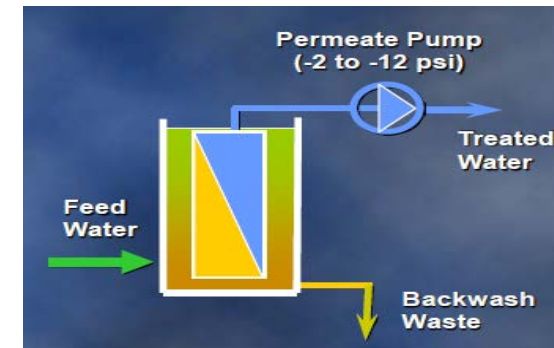 Permeate Pump
(-2 to -12 psi)
Treated
Water
Feed
Water
Backwash
Waste